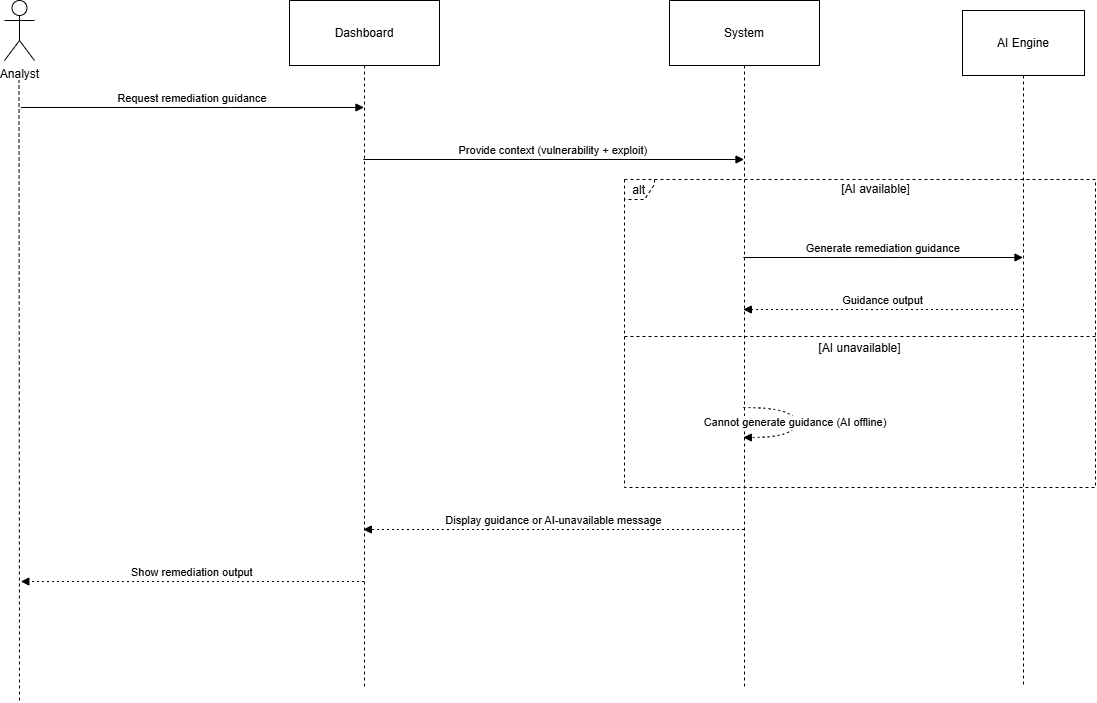 Dashboard
System
AI Engine
Analyst
Request remediation guidance
Provide context (vulnerability + exploit)
alt
[AI available]
Generate remediation guidance
Guidance output
[AI unavailable]
Cannot generate guidance (AI offline)
Display guidance or AI-unavailable message
Show remediation output